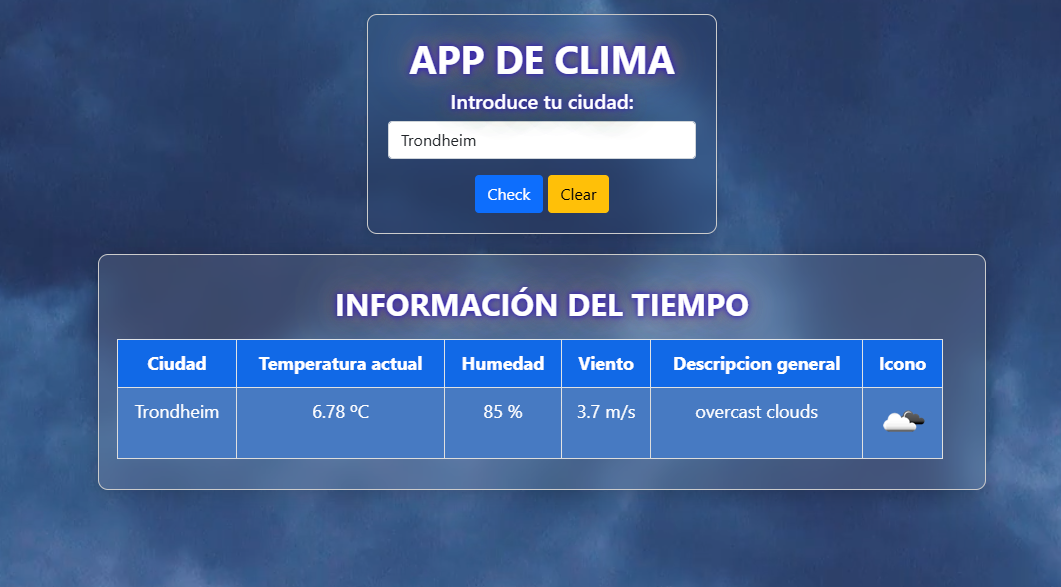 APP DE CLIMA
Introduce tu ciudad:
Trondheim
Check Clear
INFORMACIÓN DEL TIEMPO
Ciudad Temperatura actual Humedad Viento Descripcion general Icono
Trondheim 6.78 ºC 85 % 3.7 m/s overcast clouds